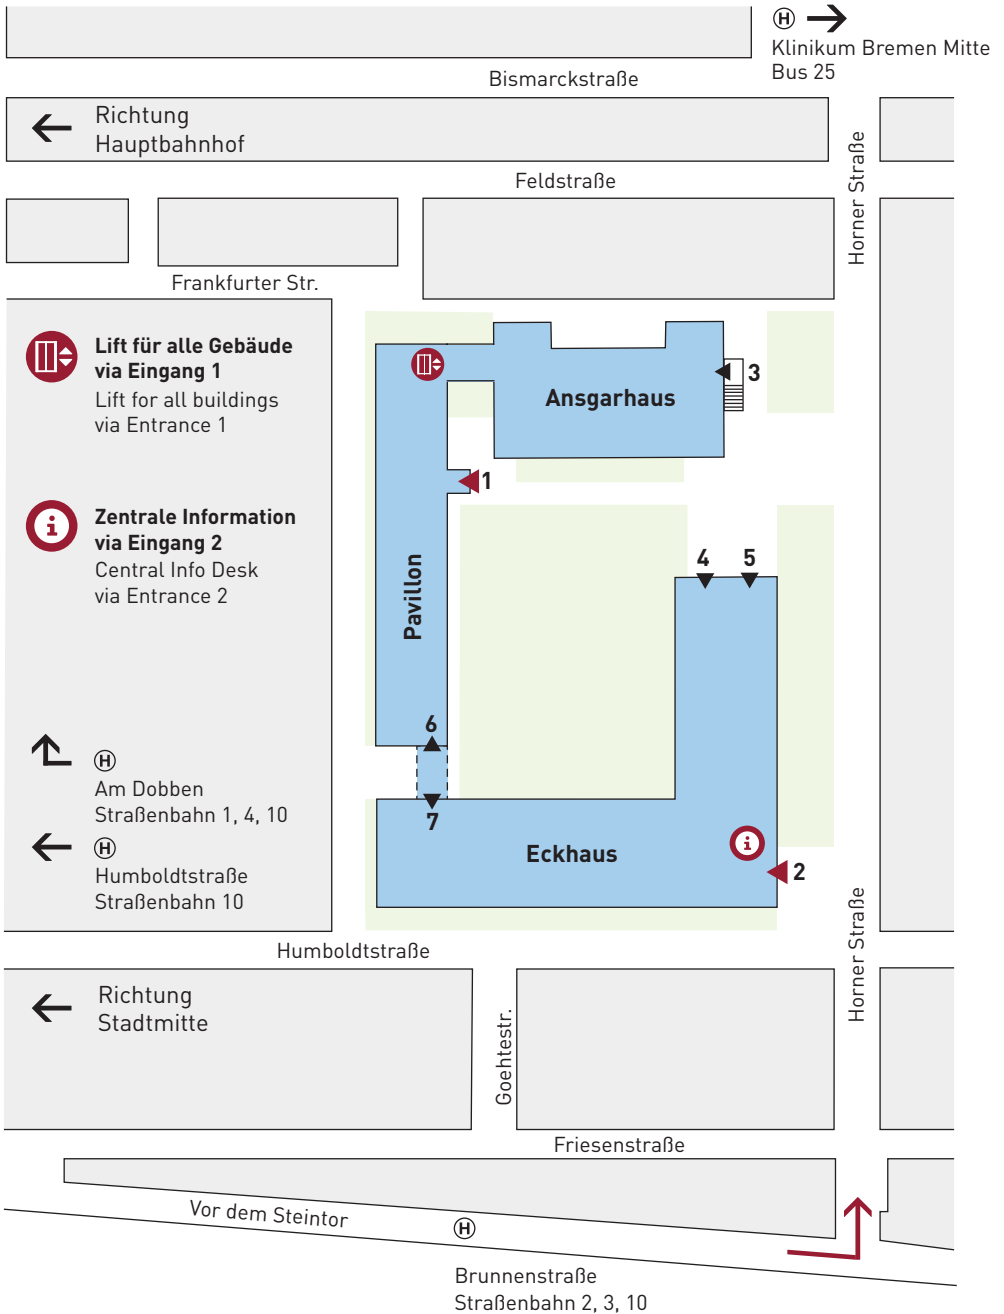 H
Klinikum Bremen Mitte
Bus 25
Bismarckstraße
Richtung
Hauptbahnhof
Horner Straße
Feldstraße
Frankfurter Str.
Lift für alle Gebäude
via Eingang 1
Lift for all buildings
via Entrance 1
Ansgarhaus
3
1
Zentrale Information
via Eingang 2
Central Info Desk
via Entrance 2
i
Pavillon
4
5
6
7
H
Am Dobben
Straßenbahn 1, 4, 10
H
Humboldtstraße
Straßenbahn 10
Eckhaus
i
2
Horner Straße
Humboldtstraße
Richtung
Stadtmitte
Goehtestr.
Friesenstraße
Vor dem Steintor
H
Brunnenstraße
Straßenbahn 2, 3, 10